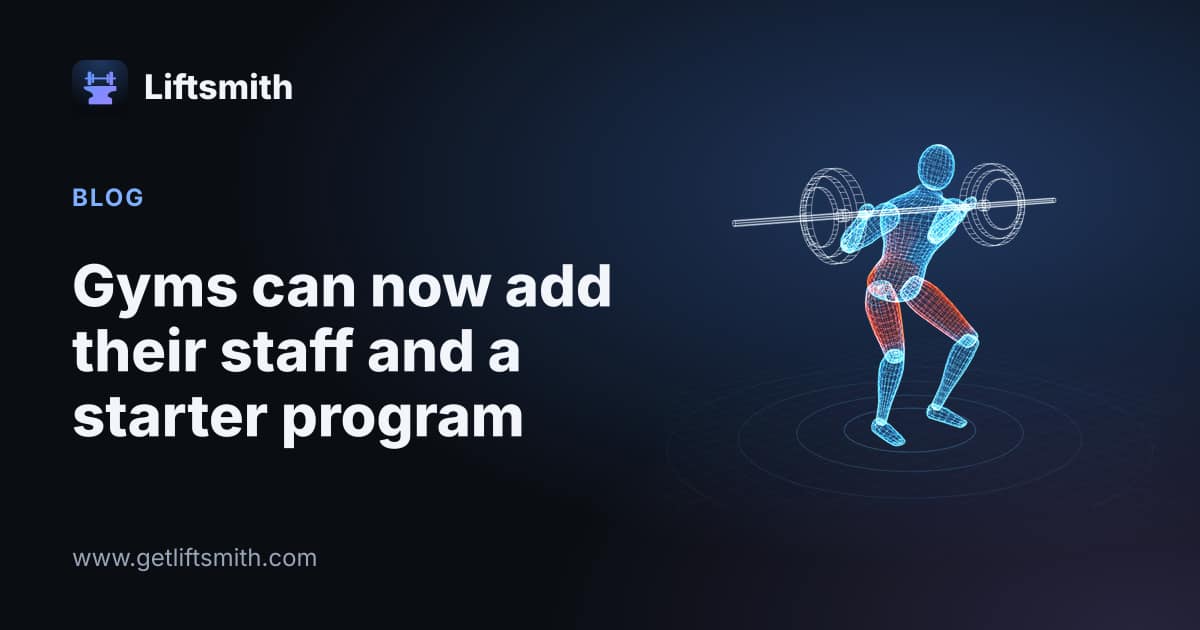 Liftsmith
BLOG
Gyms can now add
their staff and a
starter program
www.getliftsmith.com